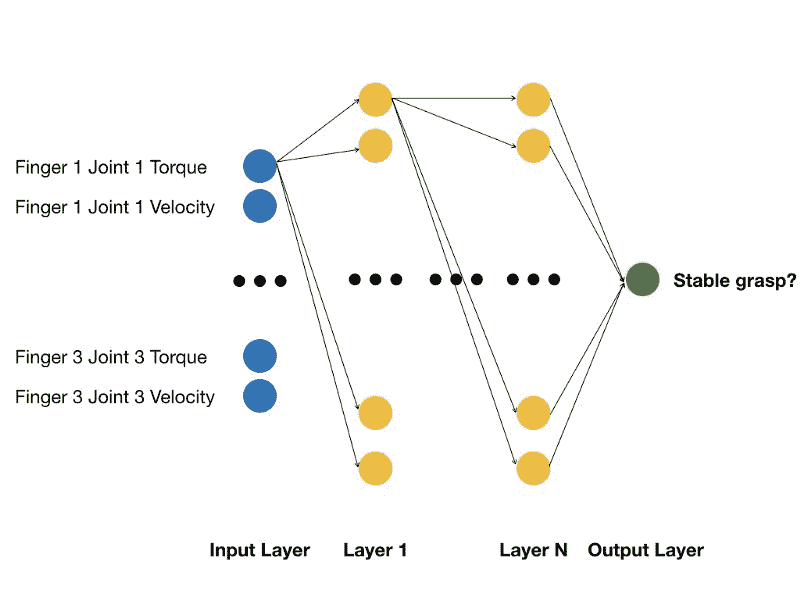 Finger 1 Joint 1 Torque
Finger 1 Joint 1 Velocity
Stable grasp?
Finger 3 Joint 3 Torque
Finger 3 Joint 3 Velocity
Input Layer
Layer 1
Layer N
Output Layer